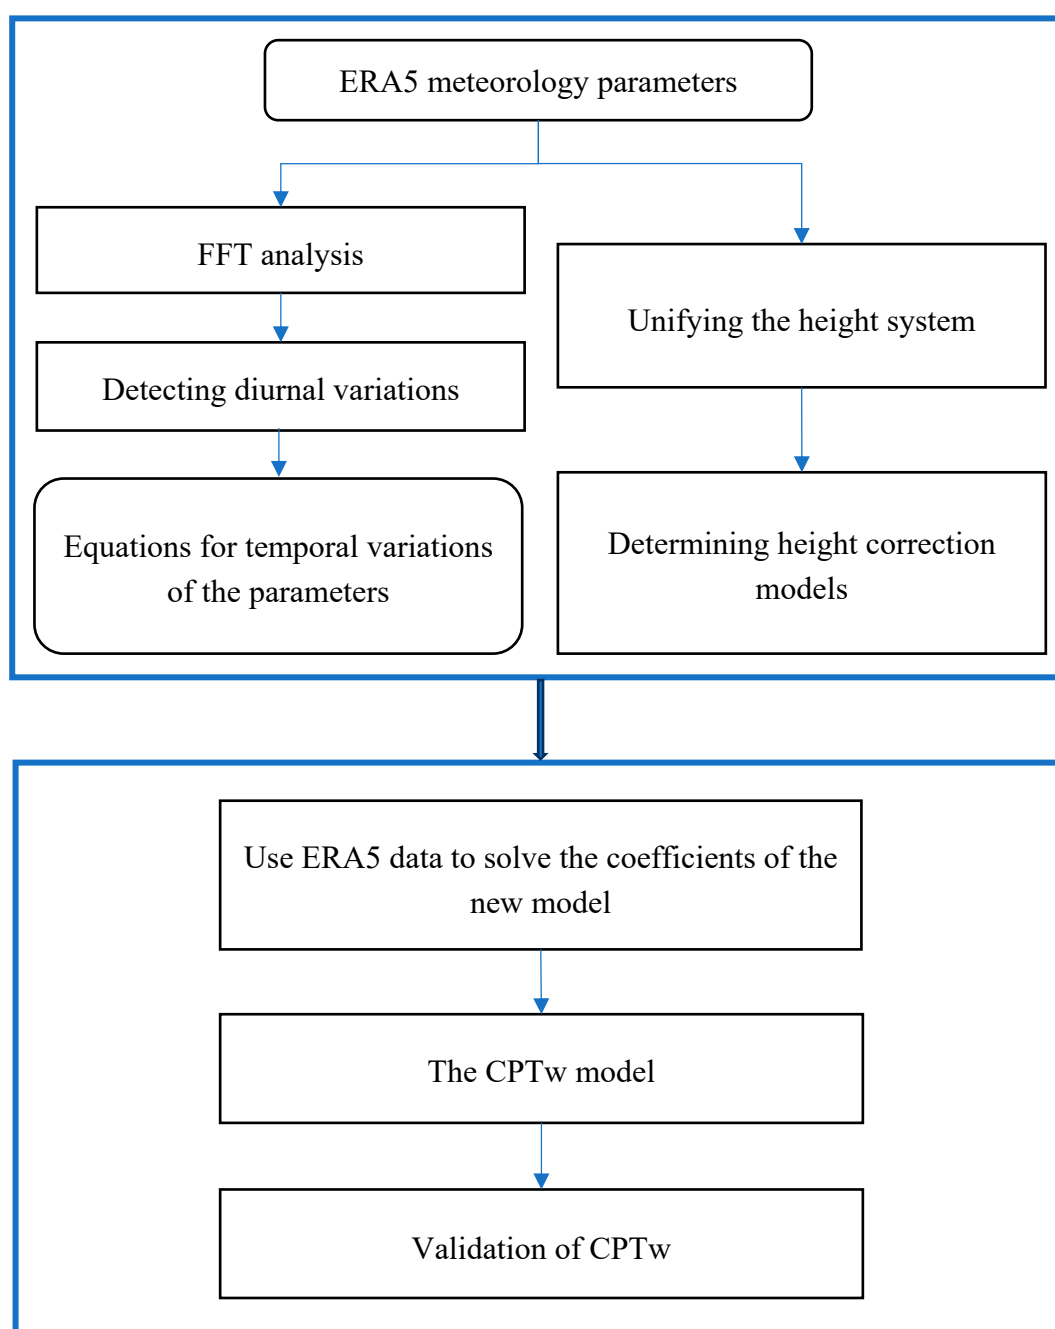 ERA5 meteorology parameters
FFT analysis
Detecting diurnal variations
Equations for temporal variations
of the parameters
Unifying the height system
Determining height correction
models
Use ERA5 data to solve the coefficients of the
new model
The CPTw model
Validation of CPTw